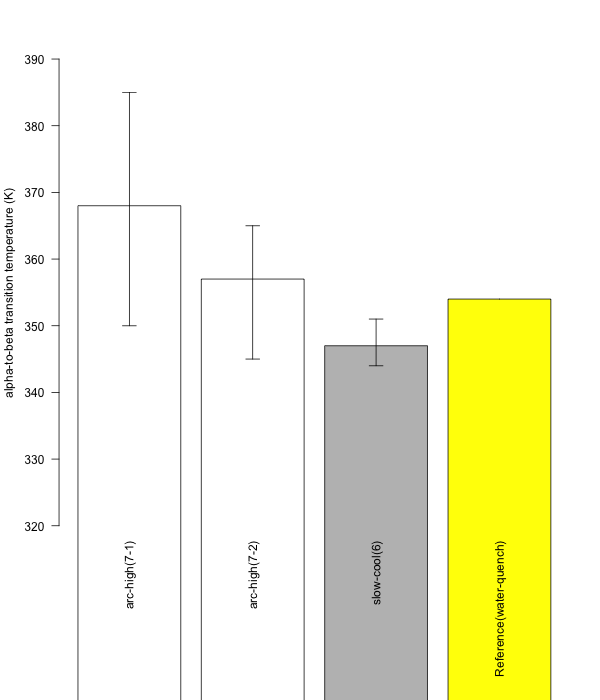 390
380
370
360
350
340
330
320
alpha-to-beta transition temperature (K)
arc-high(7-1)
arc-high(7-2)
slow-cool(6)
Reference(water-quench)